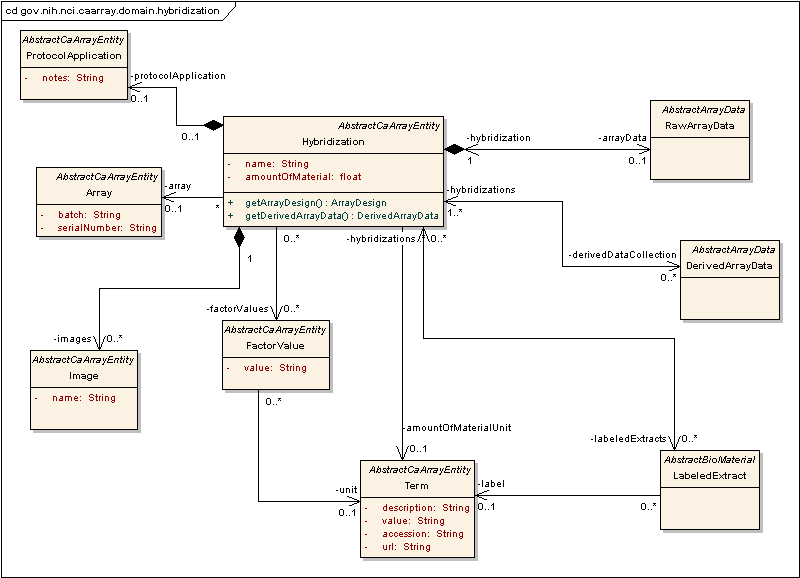 cd gov.nih.nci.caarray.domain.hybridization
AbstractCaArrayEntity
ProtocolApplication
- notes: String
-protocolApplication
0..1
0..1
AbstractCaArrayEntity
Hybridization
- name: String
- amountOfMaterial: float
+ getArrayDesign() : ArrayDesign
+ getDerivedArrayData() : DerivedArrayData
-hybridization
1
-arrayData
0..1
AbstractArrayData
RawArrayData
AbstractCaArrayEntity
Array
- batch: String
- serialNumber: String
-array
0..1
*
-hybridizations
1..*
-derivedDataCollection
0..*
AbstractArrayData
DerivedArrayData
1
0..*
-hybridizations
0..*
-images
0..*
AbstractCaArrayEntity
Image
- name: String
-factorValues
0..*
AbstractCaArrayEntity
FactorValue
- value: String
0..*
-amountOfMaterialUnit
0..1
-labeledExtracts
0..*
AbstractBioMaterial
LabeledExtract
0..*
-unit
0..1
AbstractCaArrayEntity
Term
- description: String
- value: String
- accession: String
- url: String
-label
0..1